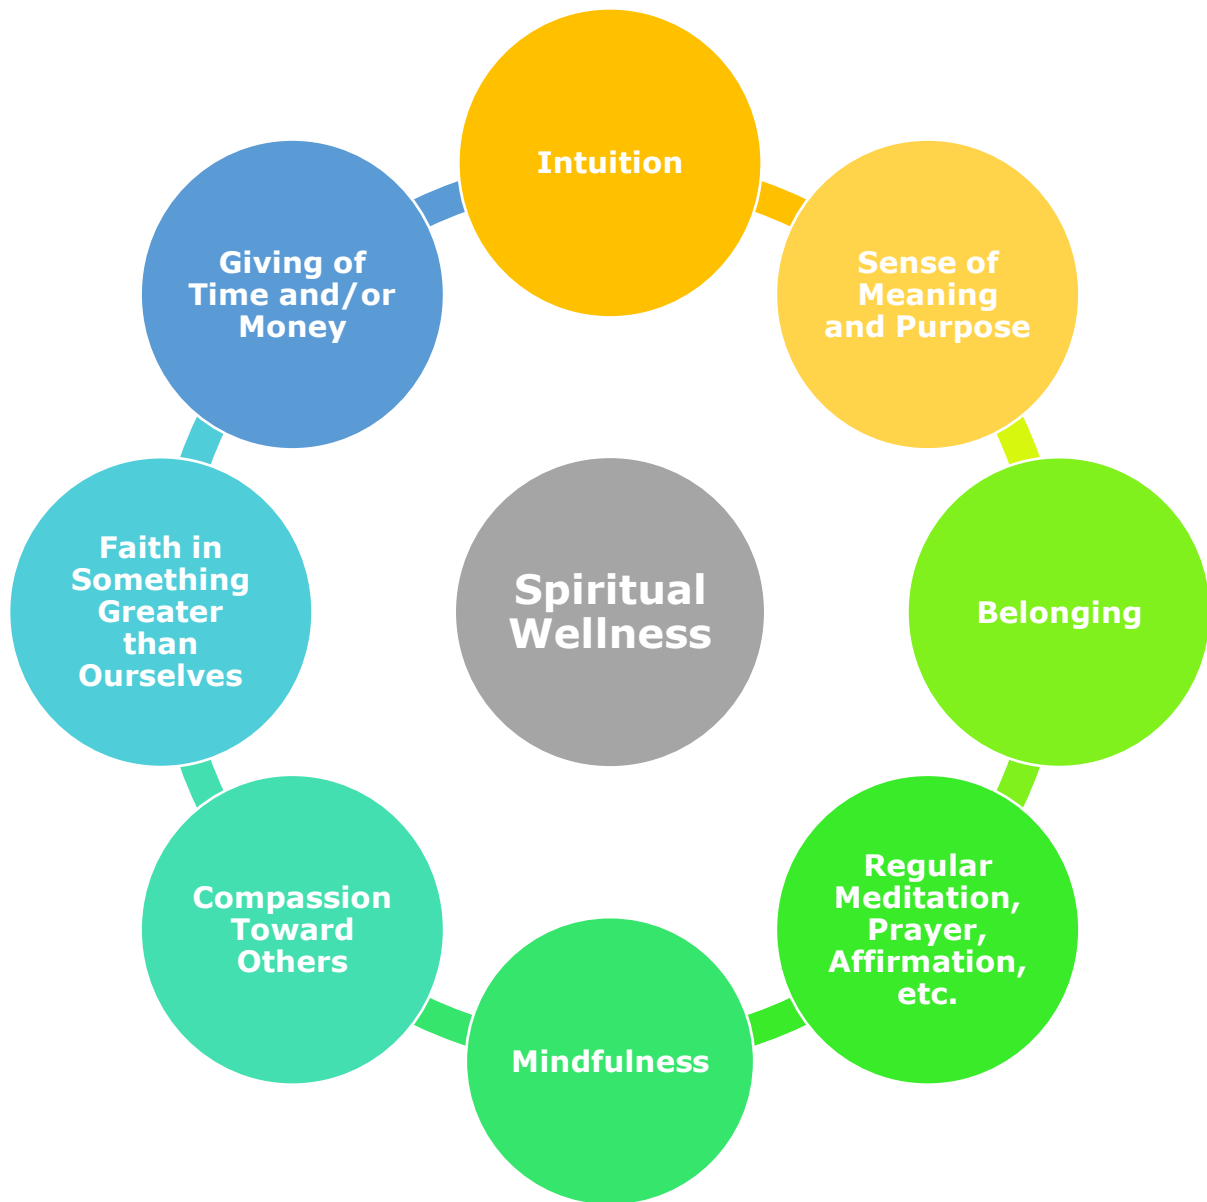 Intuition
Sense of
Meaning
and Purpose
Belonging
Regular
Meditation,
Prayer,
Affirmation,
etc.
Mindfulness
Compassion
Toward
Others
Faith in
Something
Greater
than
Ourselves
Giving of
Time and/or
Money
Spiritual
Wellness